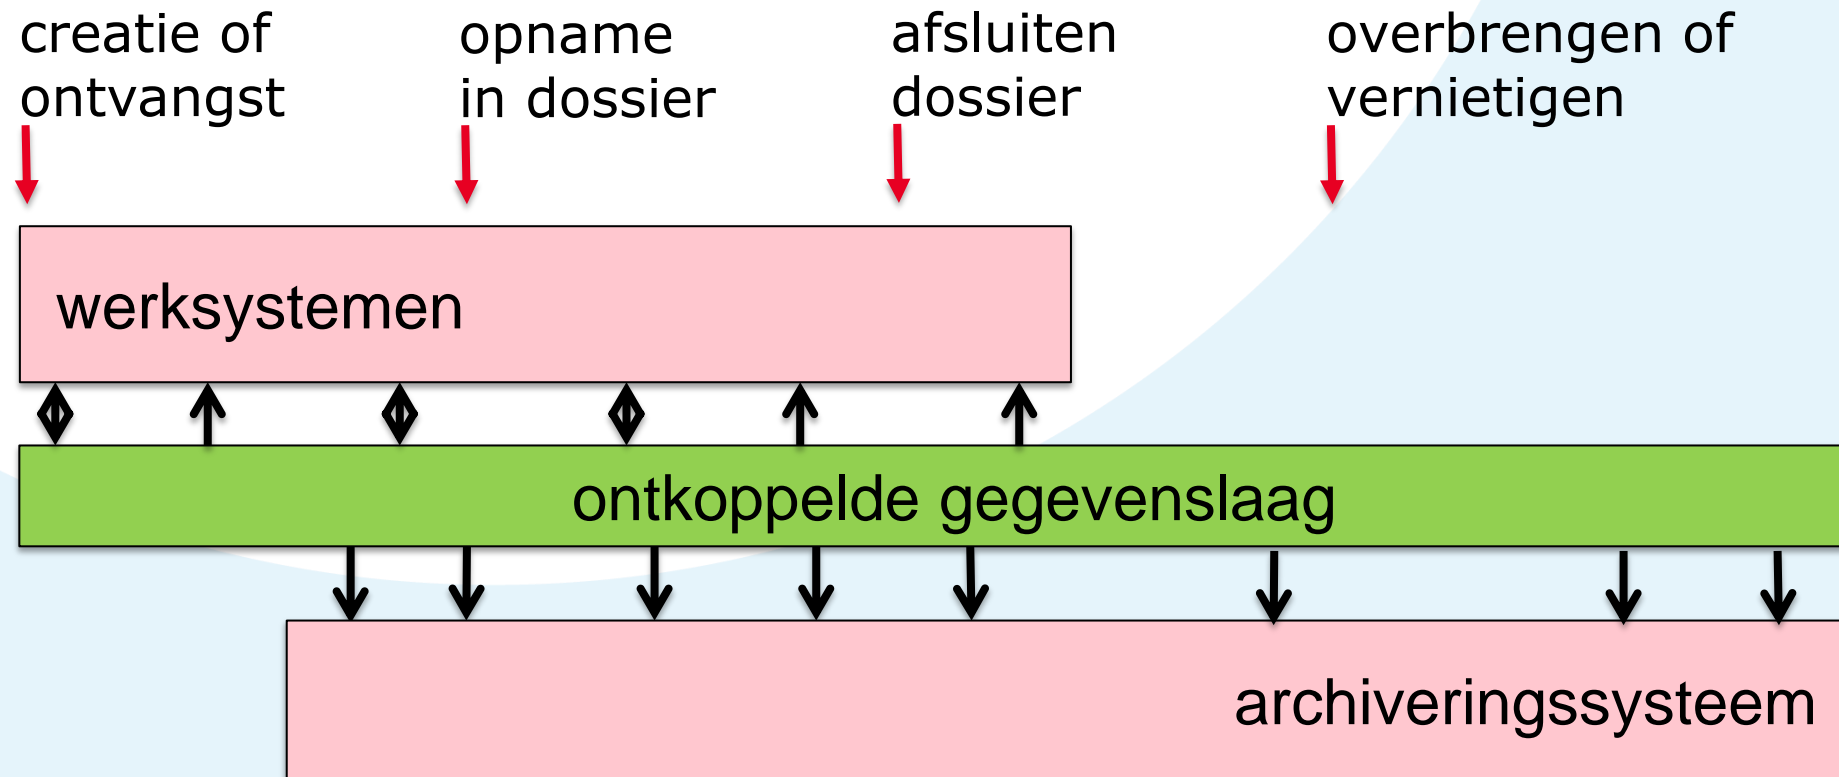 creatie of
ontvangst
opname
in dossier
afsluiten
dossier
overbrengen of
vernietigen
werksystemen
ontkoppelde gegevenslaag
archiveringssysteem